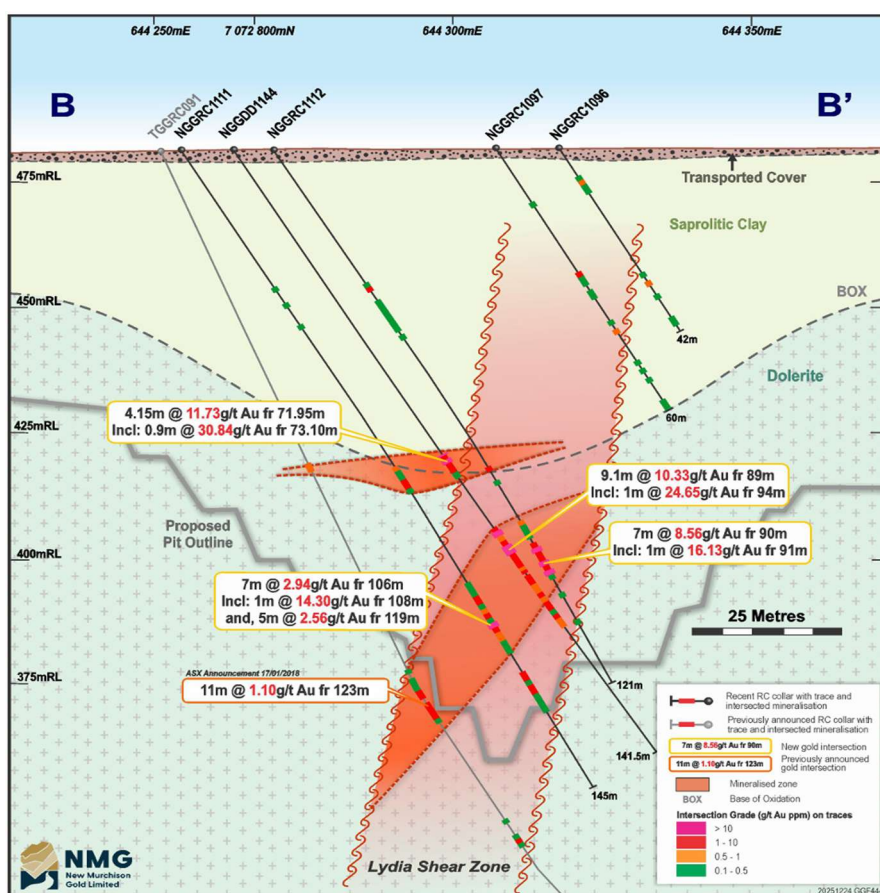 644 250mE 7 072 800mN 644 300mE 644 350mE
B B’
TGGRC091
NGGRC1111
NGGDD1144
NGGRC1112
NGGRC1097
NGGRC1096
475mRL
Transported Cover
Saprolitic Clay
450mRL
BOX
42m
Dolerite
60m
4.15m @ 11.73g/t Au fr 71.95m
Incl: 0.9m @ 30.84g/t Au fr 73.10m
425mRL
9.1m @ 10.33g/t Au fr 89m
Incl: 1m @ 24.65g/t Au fr 94m
Proposed
Pit Outline
7m @ 8.56g/t Au fr 90m
Incl: 1m @ 16.13g/t Au fr 91m
400mRL
7m @ 2.94g/t Au fr 106m
Incl: 1m @ 14.30g/t Au fr 108m
and, 5m @ 2.56g/t Au fr 119m
25 Metres
375mRL
ASX Announcement 17/01/2018
11m @ 1.10g/t Au fr 123m
121m
141.5m
145m
Recent RC collar with trace and
intersected mineralisation
Previously announced RC collar with
trace and intersected mineralisation
7m @ 8.56g/t Au 90m New gold intersection
11m @ 1.10g/t Au fr 123m Previously announced
gold intersection
Mineralised zone
BOX Base of Oxidation
Intersection Grade (g/t Au ppm) on traces
> 10
1 - 10
0.5 - 1
0.1 - 0.5
Lydia Shear Zone
NMG
New Murchison
Gold Limited